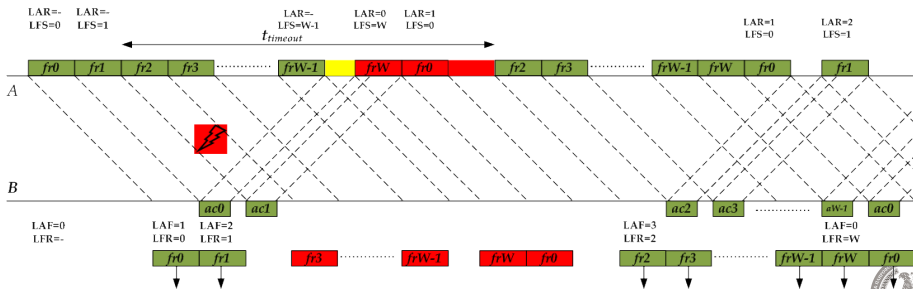 LAR=- LAR=- LAR=- LAR=0 LAR=1 LAR=1 LAR=2
LFS=0 LFS=1 LFS=W-1 LFS=W LFS=0 LFS=0 LFS=1
t_timeout
fr0 fr1 fr2 fr3 frW-1 frW fr0 fr2 fr3 frW-1 frW fr0 fr1
A
B
ac0 ac1 ac2 ac3 aW-1 ac0
LAF=0 LAF=1 LAF=2 LAF=3 LAF=0
LFR=- LFR=0 LFR=1 LFR=2 LFR=W
fr0 fr1 fr3 frW-1 frW fr0 fr2 fr3 frW-1 frW fr0